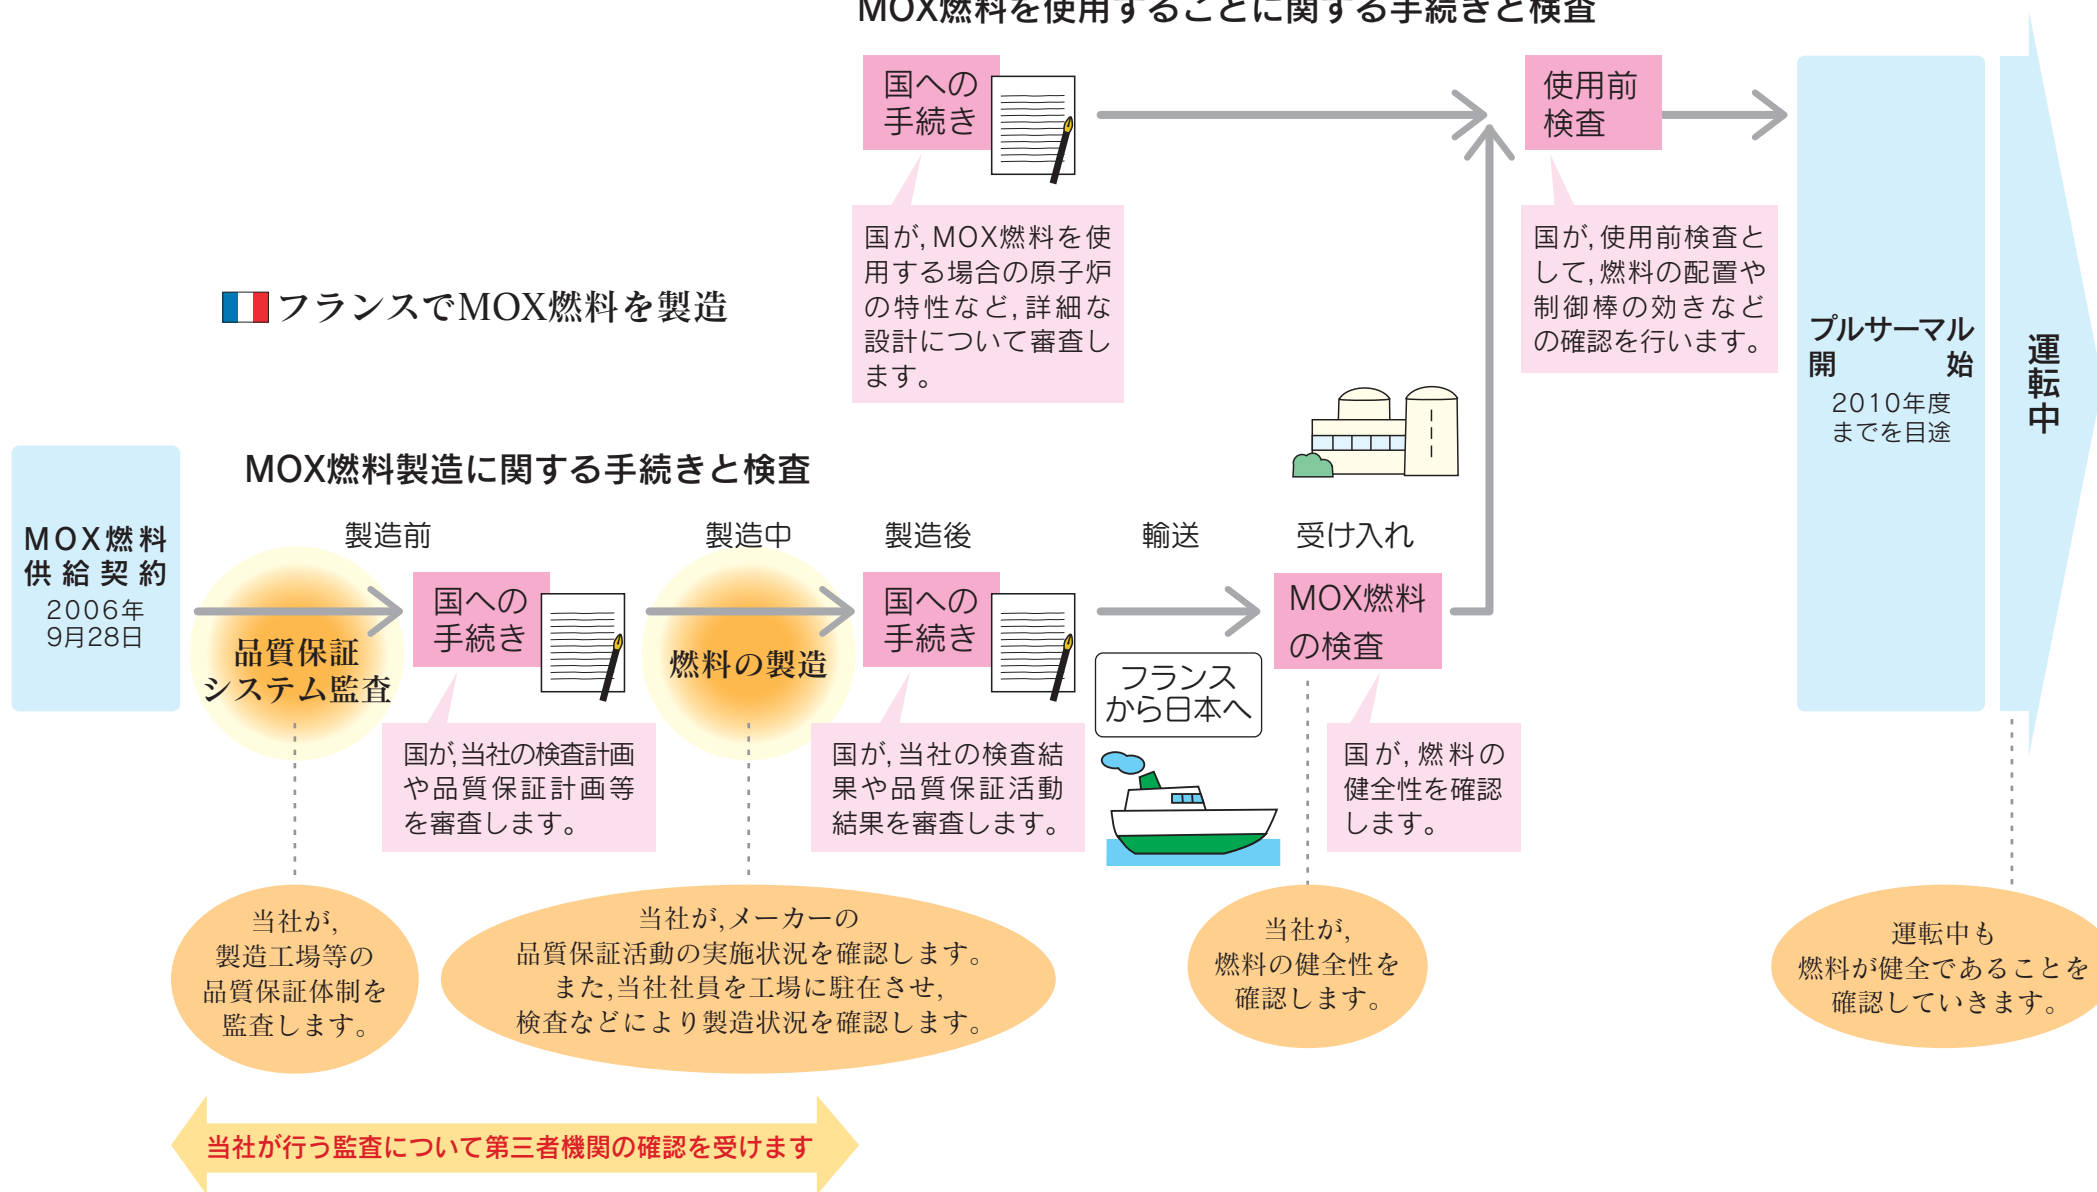 MOX燃料を使用することに関する手続きと検査
国への
手続き
使用前
検査
国が,MOX燃料を使
用する場合の原子炉
の特性など,詳細な
設計について審査し
ます。
国が,使用前検査と
して,燃料の配置や
制御棒の効きなど
の確認を行います。
フランスでMOX燃料を製造
プルサーマル
開始
2010年度
までを目途
運転中
MOX燃料製造に関する手続きと検査
MOX燃料
供給契約
2006年
9月28日
製造前
製造中
製造後
輸送
受け入れ
品質保証
システム監査
国への
手続き
燃料の製造
国への
手続き
フランス
から日本へ
MOX燃料
の検査
国が,当社の検査計画
や品質保証計画等
を審査します。
国が,当社の検査結
果や品質保証活動
結果を審査します。
国が,燃料の
健全性を確認
します。
当社が,
製造工場等の
品質保証体制を
監査します。
当社が,メーカーの
品質保証活動の実施状況を確認します。
また,当社社員を工場に駐在させ,
検査などにより製造状況を確認します。
当社が,
燃料の健全性を
確認します。
運転中も
燃料が健全であることを
確認していきます。
当社が行う監査について第三者機関の確認を受けます